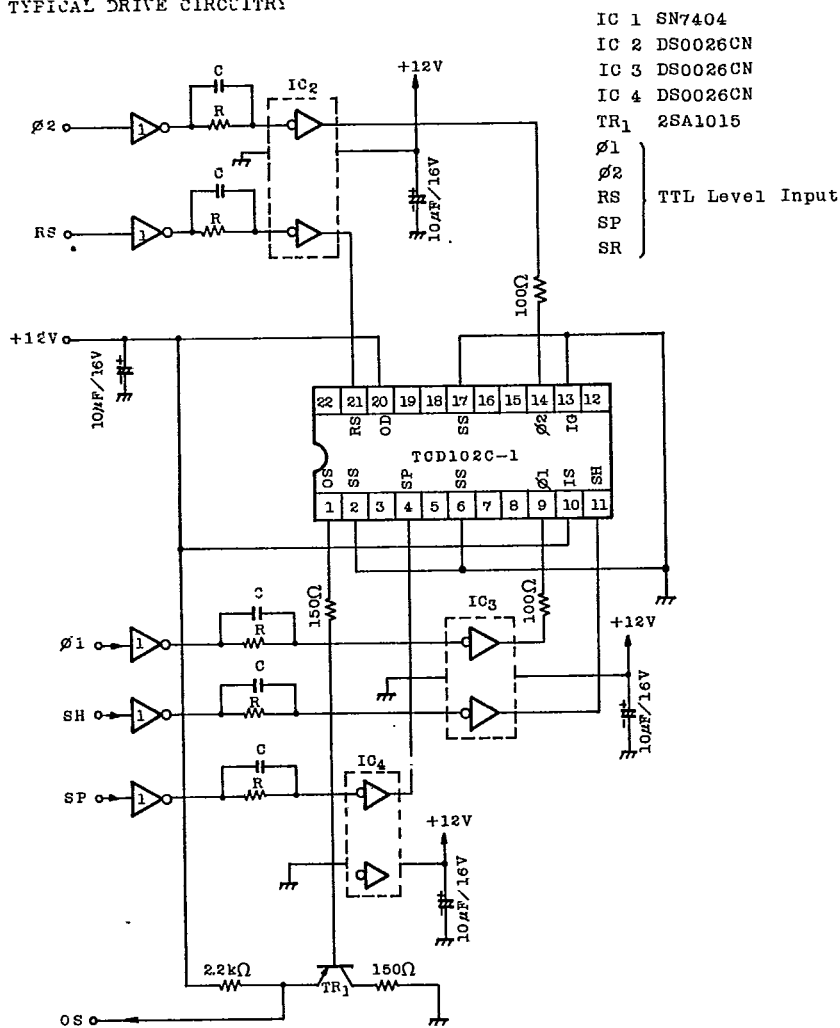 TYPICAL DRIVE CIRCUITRY
IC 1 SN7404
IC 2 DS0026CN
IC 3 DS0026CN
IC 4 DS0026CN
TR1 2SA1015
Ø1
Ø2
RS
SP
SR
TTL Level Input
Ø2
1
C
R
IC2
+12V
10μF/16V
RS
1
C
R
100Ω
+12V
10μF/16V
22 21 20 19 18 17 16 15 14 13 12
RS OD SS Ø2 IG
TCD102C-1
OS SS SP SS Ø1 IS SH
1 2 3 4 5 6 7 8 9 10 11
150Ω
100Ω
Ø1
1
C
R
IC3
+12V
10μF/16V
SH
1
C
R
SP
1
C
R
IC4
+12V
10μF/16V
2.2kΩ
TR1
150Ω
OS